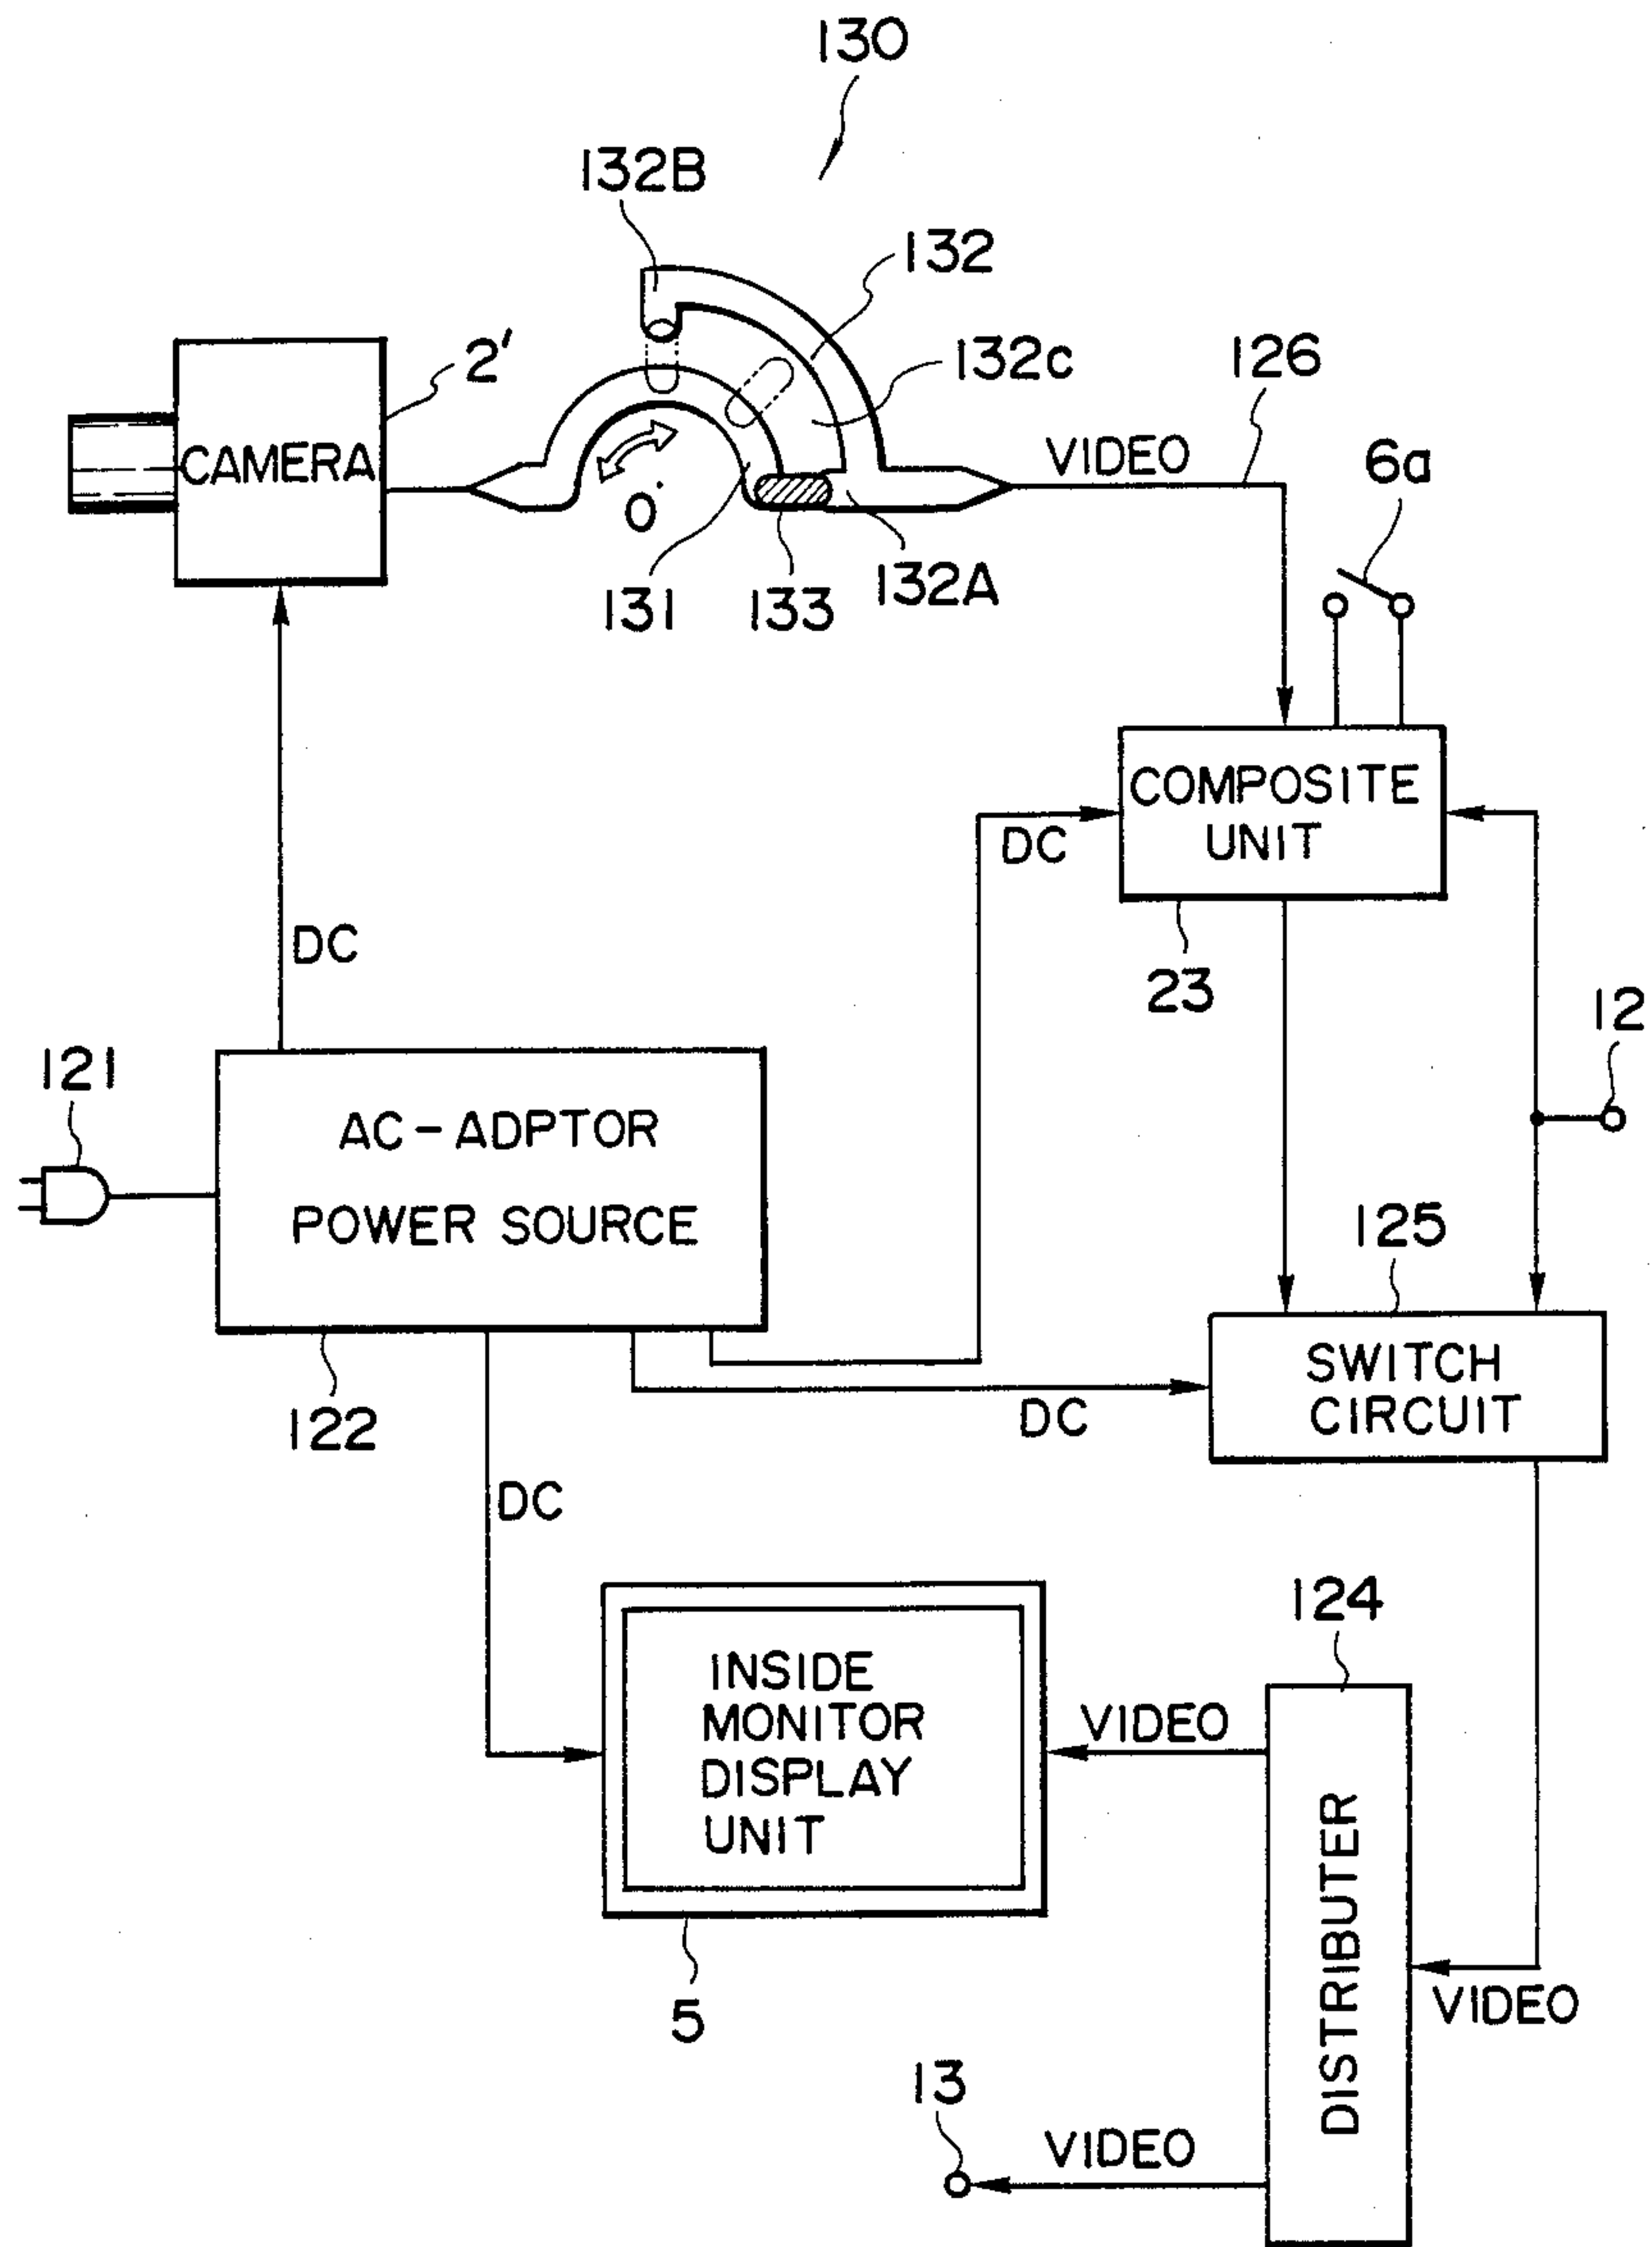 130
132B
132
2'
132c
126
CAMERA
VIDEO
6a
O
131
133
132A
COMPOSITE
UNIT
DC
DC
23
12
121
AC-ADPTOR
POWER SOURCE
125
SWITCH
CIRCUIT
122
DC
DC
124
INSIDE
MONITOR
DISPLAY
UNIT
VIDEO
DISTRIBUTER
VIDEO
5
13
VIDEO